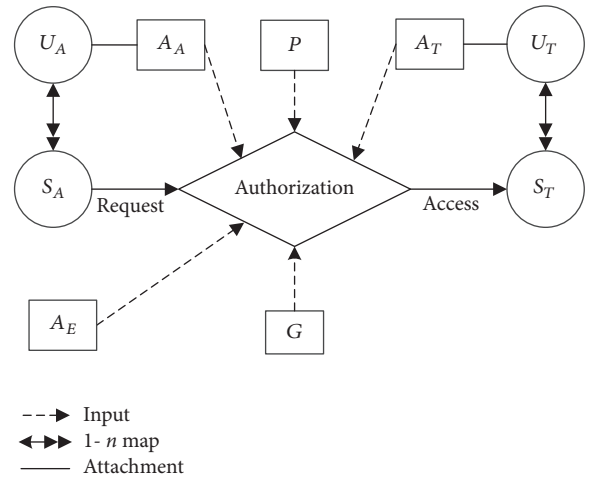 U_A
A_A
P
A_T
U_T
S_A
Request
Authorization
Access
S_T
A_E
G
Input
1- n map
Attachment